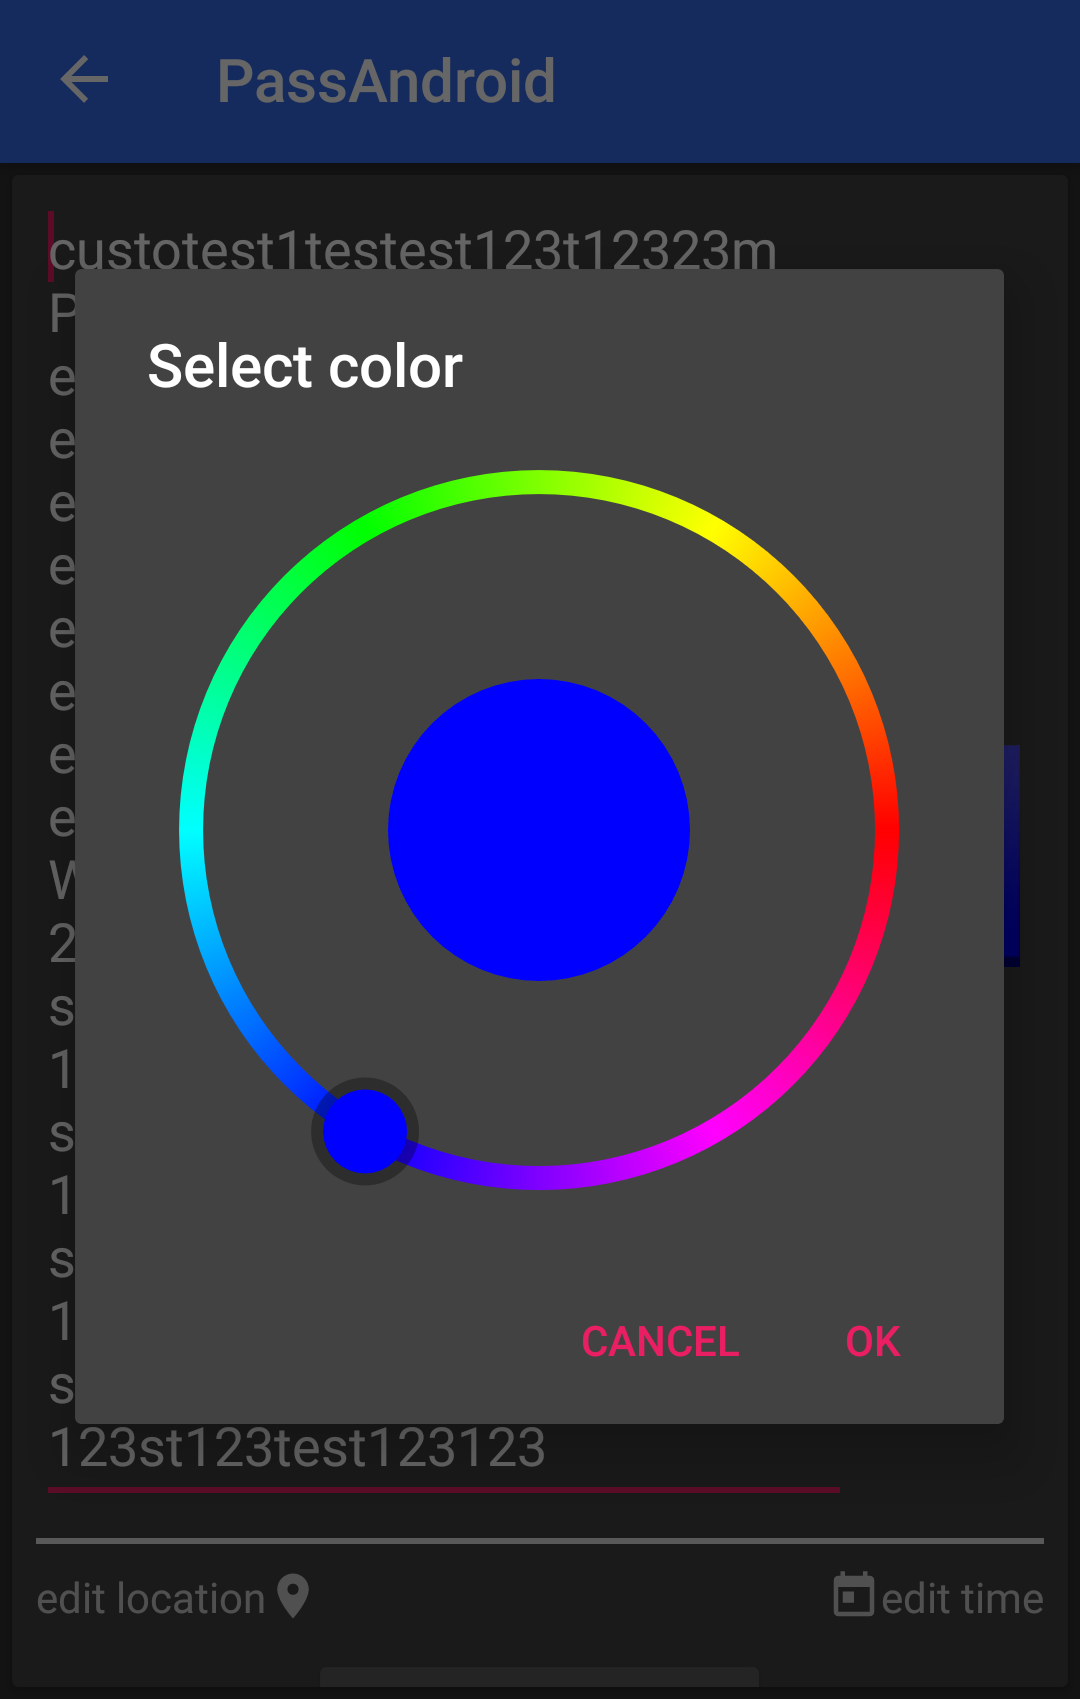 PassAndroid
custotest1testest123t12323m
P
e
e
e
e
e
e
e
e
W
2
s
1
s
1
s
1
s
Select color
CANCEL OK
123st123test123123
edit location edit time